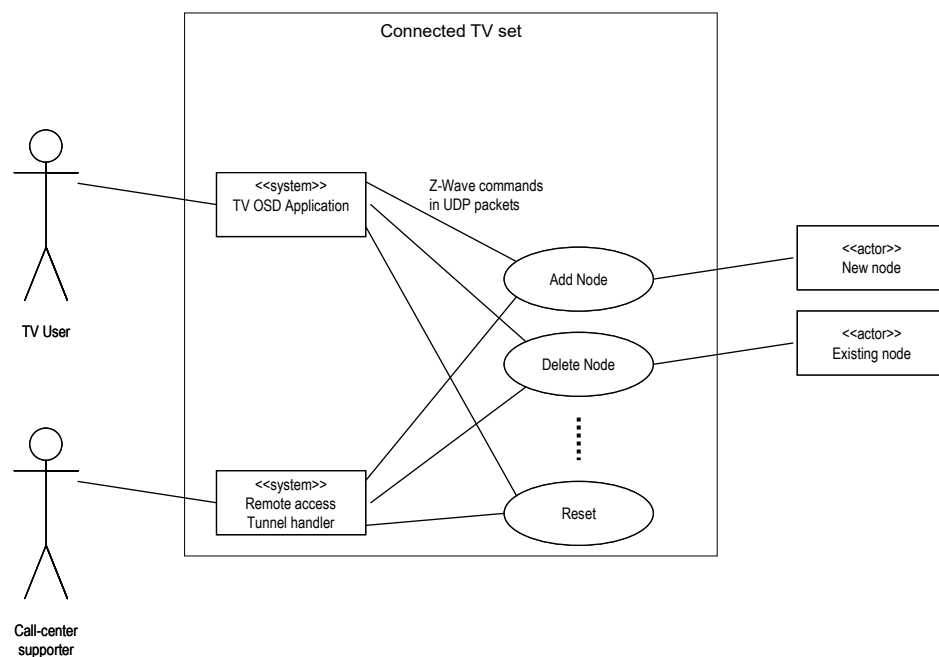 Connected TV set
<<system>>
TV OSD Application
Z-Wave commands
in UDP packets
<<actor>>
New node
Add Node
TV User
<<actor>>
Existing node
Delete Node
<<system>>
Remote access
Tunnel handler
Reset
Call-center
supporter